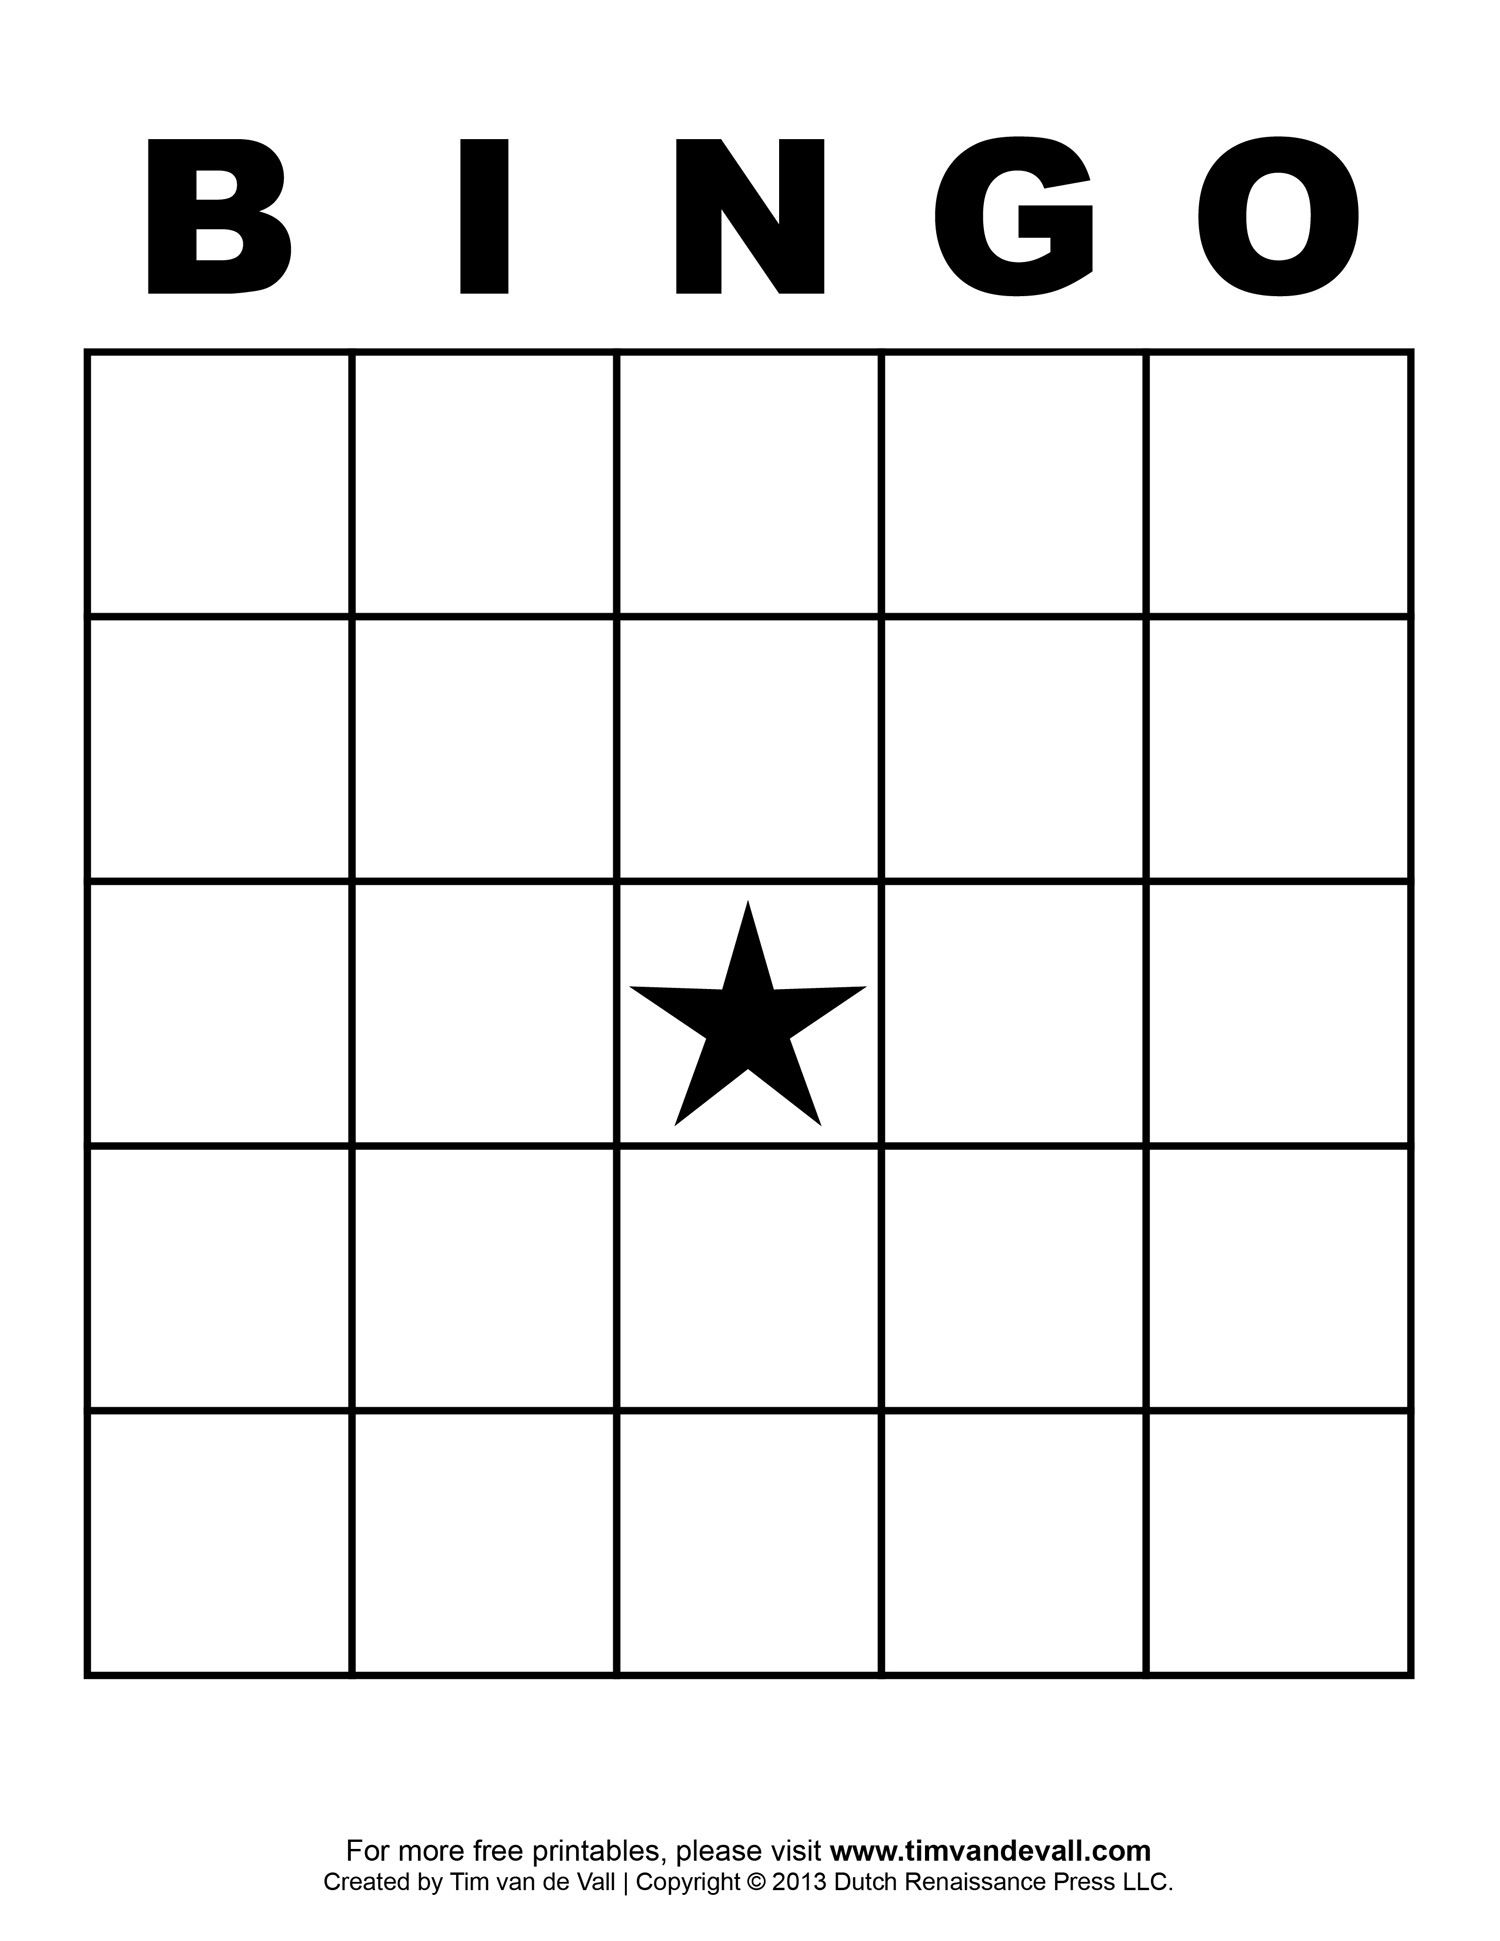 B I N G O
For more free printables, please visit www.timvandevall.com
Created by Tim van de Vall | Copyright © 2013 Dutch Renaissance Press LLC.